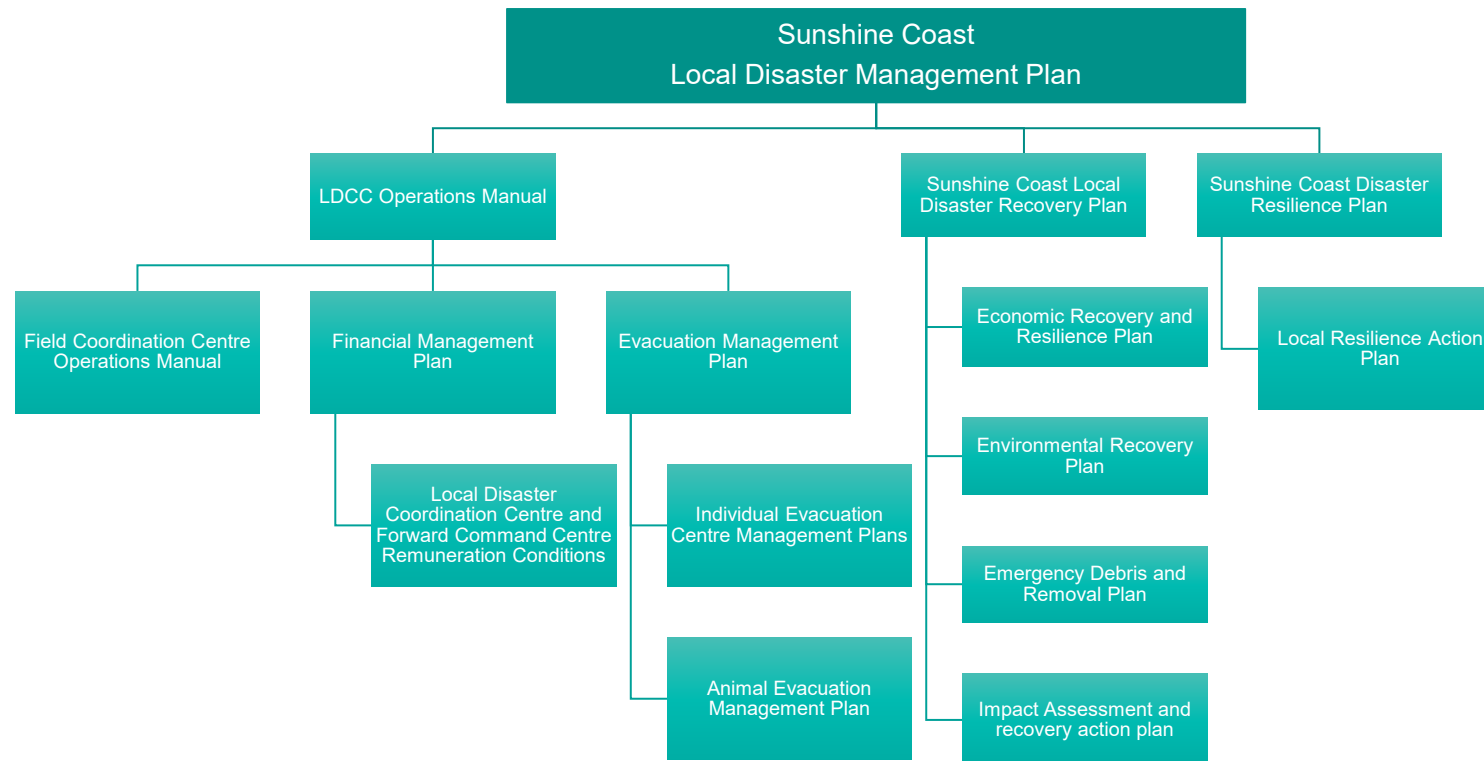 Sunshine Coast
Local Disaster Management Plan
LDCC Operations Manual
Sunshine Coast Local
Disaster Recovery Plan
Sunshine Coast Disaster
Resilience Plan
Field Coordination Centre
Operations Manual
Financial Management
Plan
Evacuation Management
Plan
Economic Recovery and
Resilience Plan
Local Resilience Action
Plan
Environmental Recovery
Plan
Local Disaster
Coordination Centre and
Forward Command Centre
Remuneration Conditions
Individual Evacuation
Centre Management Plans
Emergency Debris and
Removal Plan
Animal Evacuation
Management Plan
Impact Assessment and
recovery action plan